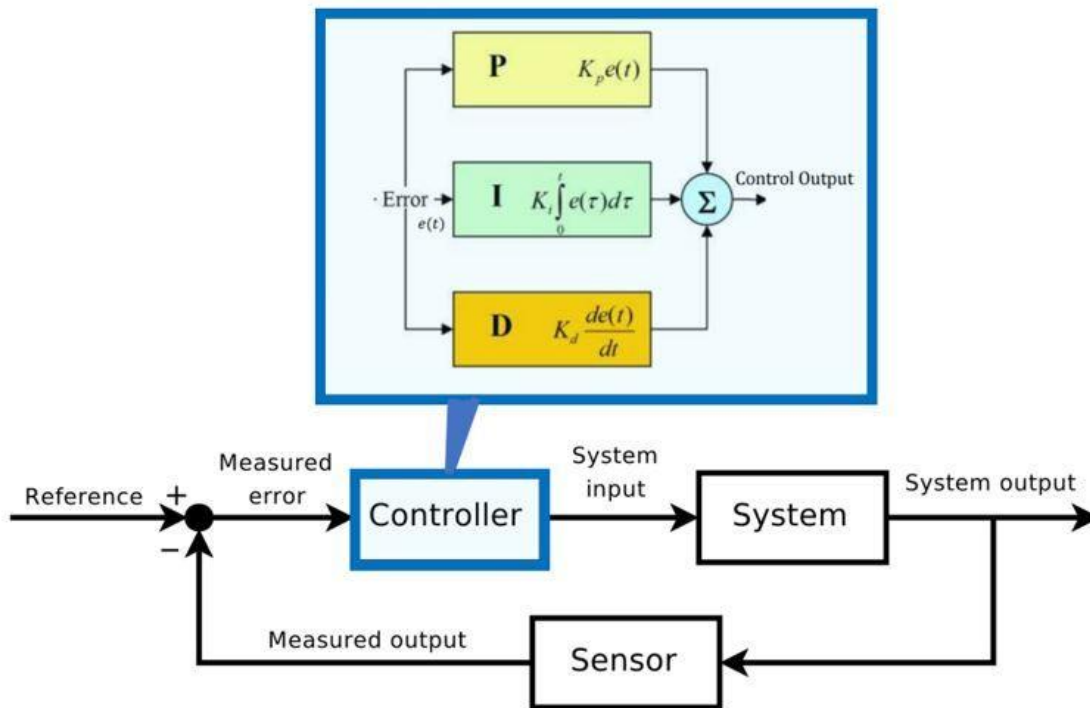 P K_p e(t)
· Error
e(t)
I K_i ∫_0^t e(τ)dτ
Σ
Control Output
D K_d de(t)/dt
Reference
+
−
Measured
error
Controller
System
input
System
System output
Measured output
Sensor